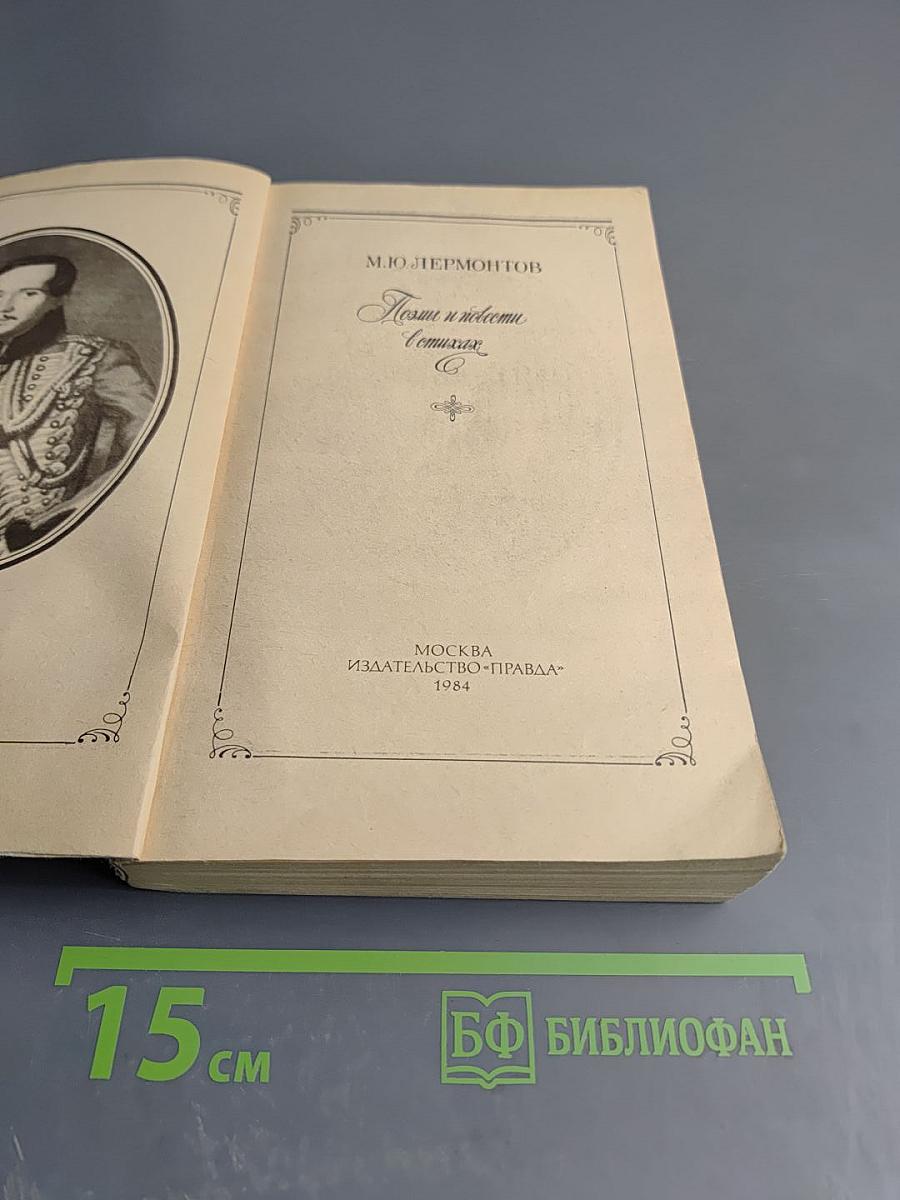 М.Ю.ЛЕРМОНТОВ
Поэмы и повести
в стихах
МОСКВА
ИЗДАТЕЛЬСТВО «ПРАВДА»
1984
15 см
БФ БИБЛИОФАН